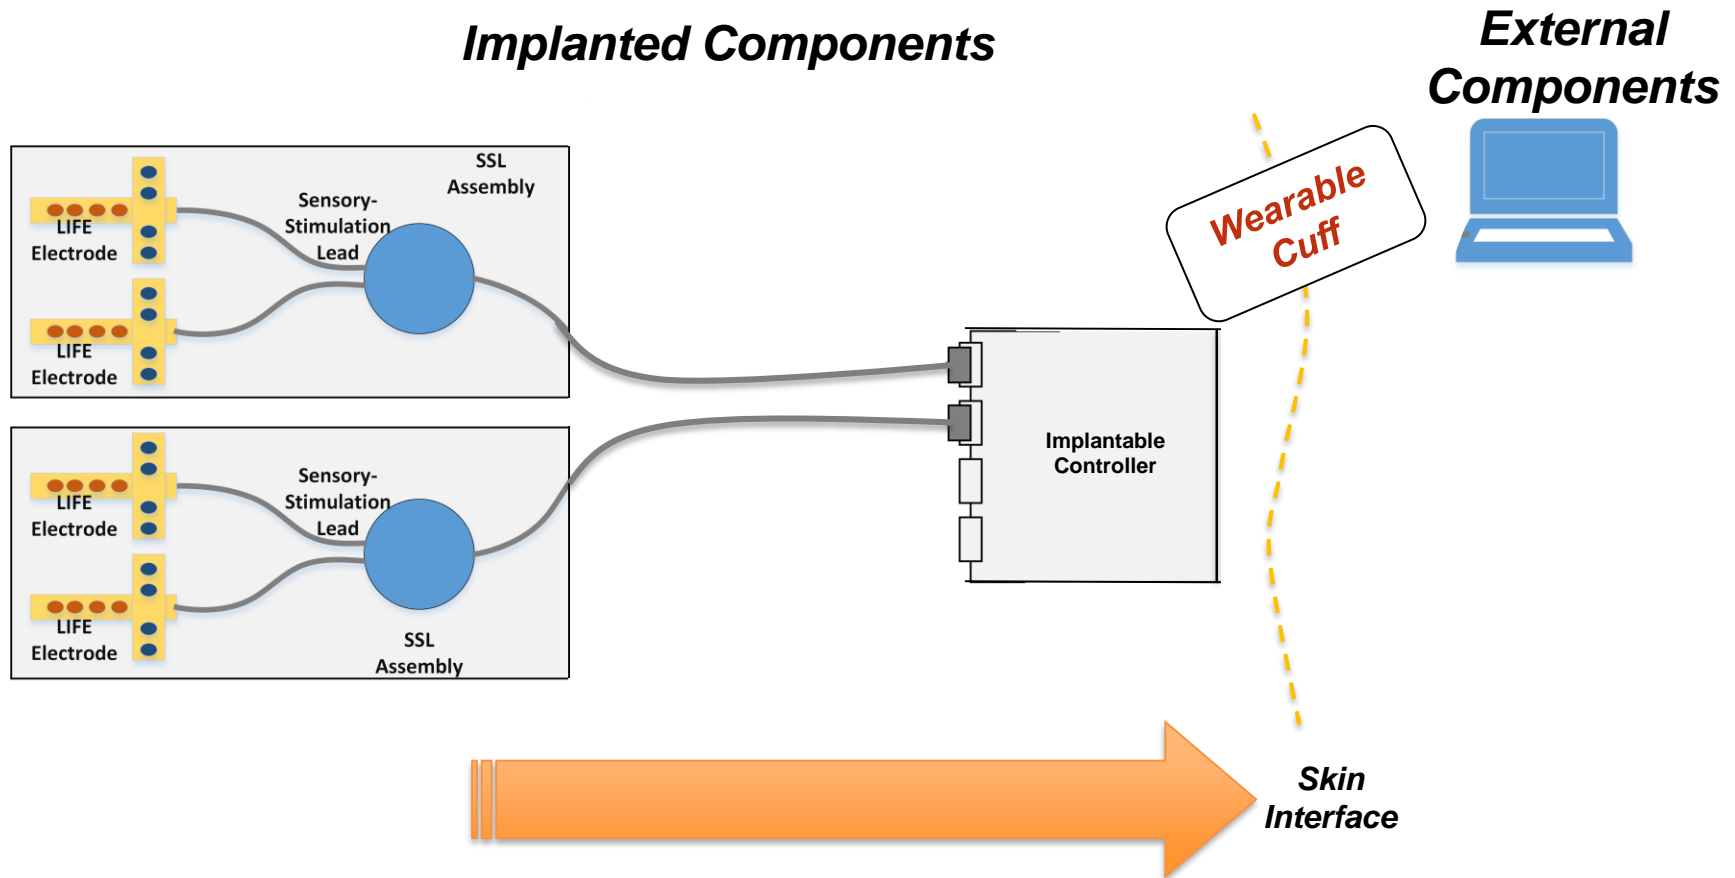 Implanted Components
External
Components
SSL
Assembly
Sensory-
Stimulation
Lead
LIFE
Electrode
LIFE
Electrode
Wearable
Cuff
Implantable
Controller
Sensory-
Stimulation
Lead
LIFE
Electrode
LIFE
Electrode
SSL
Assembly
Skin
Interface